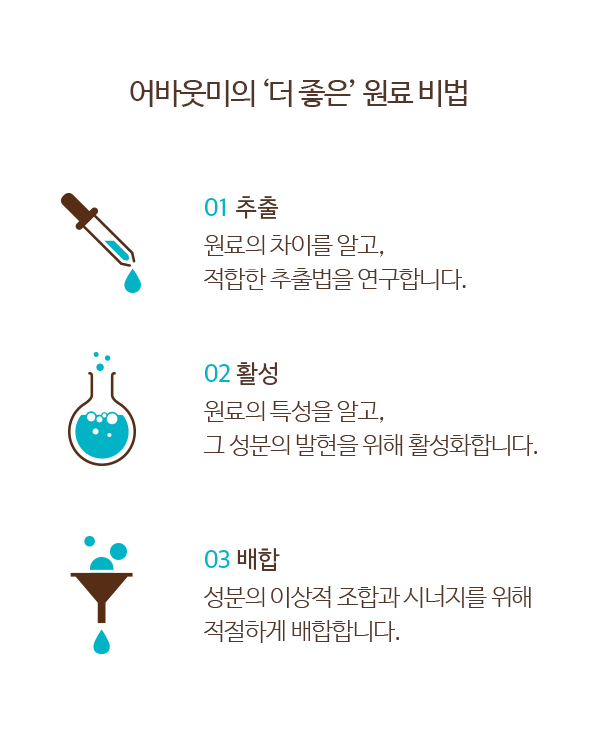 어바웃미의 ‘더 좋은’ 원료 비법
01 추출
원료의 차이를 알고,
적합한 추출법을 연구합니다.
02 활성
원료의 특성을 알고,
그 성분의 발현을 위해 활성화합니다.
03 배합
성분의 이상적 조합과 시너지를 위해
적절하게 배합합니다.